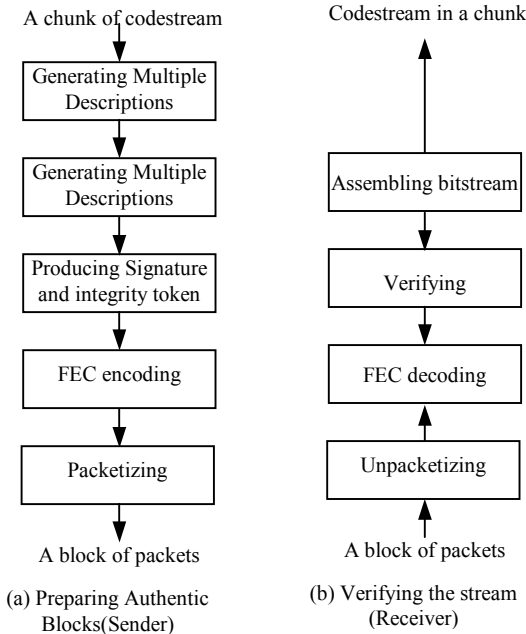 A chunk of codestream
Generating Multiple
Descriptions
Generating Multiple
Descriptions
Producing Signature
and integrity token
FEC encoding
Packetizing
A block of packets
(a) Preparing Authentic
Blocks(Sender)
Codestream in a chunk
Assembling bitstream
Verifying
FEC decoding
Unpacketizing
A block of packets
(b) Verifying the stream
(Receiver)